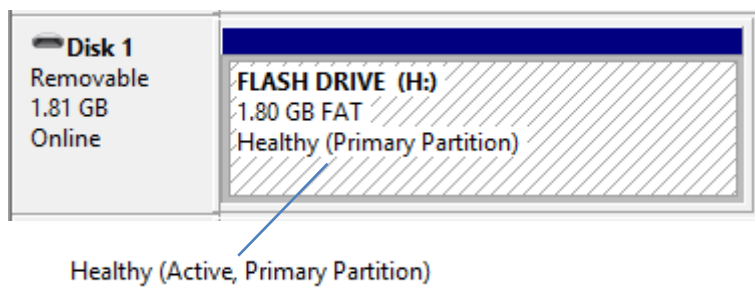 Disk 1
Removable
1.81 GB
Online
FLASH DRIVE (H:)
1.80 GB FAT
Healthy (Primary Partition)
Healthy (Active, Primary Partition)